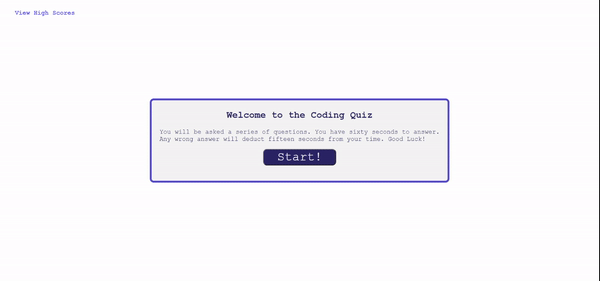 View High Scores
Welcome to the Coding Quiz
You will be asked a series of questions. You have sixty seconds to answer.
Any wrong answer will deduct fifteen seconds from your time. Good Luck!
Start!